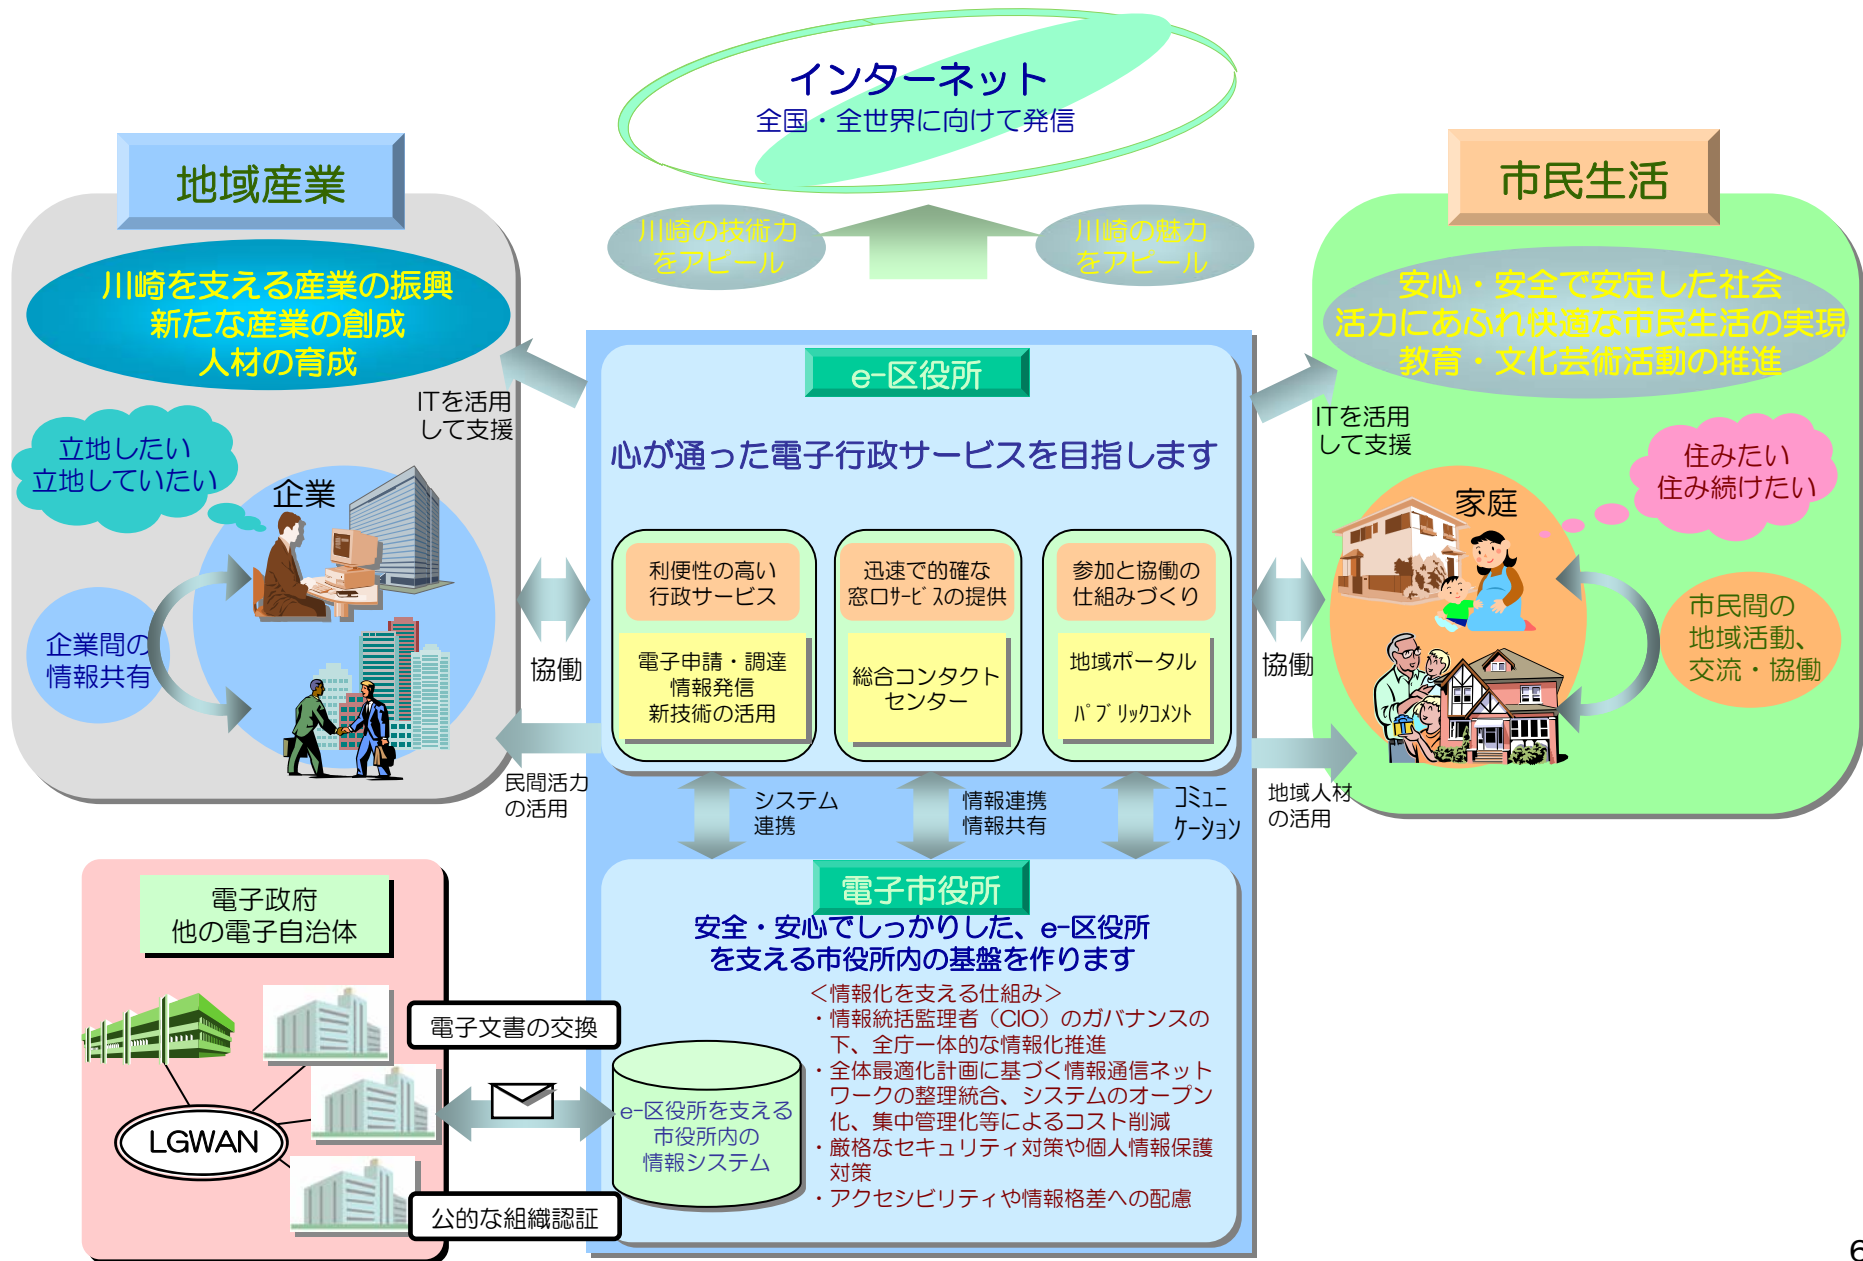 インターネット
全国・全世界に向けて発信
地域産業
市民生活
川崎の技術力
をアピール
川崎の魅力
をアピール
川崎を支える産業の振興
新たな産業の創成
人材の育成
安心・安全で安定した社会
活力にあふれ快適な市民生活の実現
教育・文化芸術活動の推進
ITを活用
して支援
e-区役所
ITを活用
して支援
心が通った電子行政サービスを目指します
立地したい
立地していたい
企業
住みたい
住み続けたい
家庭
利便性の高い
行政サービス
迅速で的確な
窓口ｻｰﾋﾞｽの提供
参加と協働の
仕組みづくり
企業間の
情報共有
協働
電子申請・調達
情報発信
新技術の活用
総合コンタクト
センター
地域ポータル
ﾊﾟﾌﾞﾘｯｸｺﾒﾝﾄ
協働
市民間の
地域活動、
交流・協働
民間活力
の活用
システム
連携
情報連携
情報共有
ｺﾐｭﾆ
ｹｰｼｮﾝ
地域人材
の活用
電子政府
他の電子自治体
電子市役所
安全・安心でしっかりした、e-区役所
を支える市役所内の基盤を作ります
＜情報化を支える仕組み＞
・情報統括監理者（CIO）のガバナンスの
下、全庁一体的な情報化推進
・全体最適化計画に基づく情報通信ネット
ワークの整理統合、システムのオープン
化、集中管理化等によるコスト削減
・厳格なセキュリティ対策や個人情報保護
対策
・アクセシビリティや情報格差への配慮
電子文書の交換
LGWAN
e-区役所を支える
市役所内の
情報システム
公的な組織認証
6